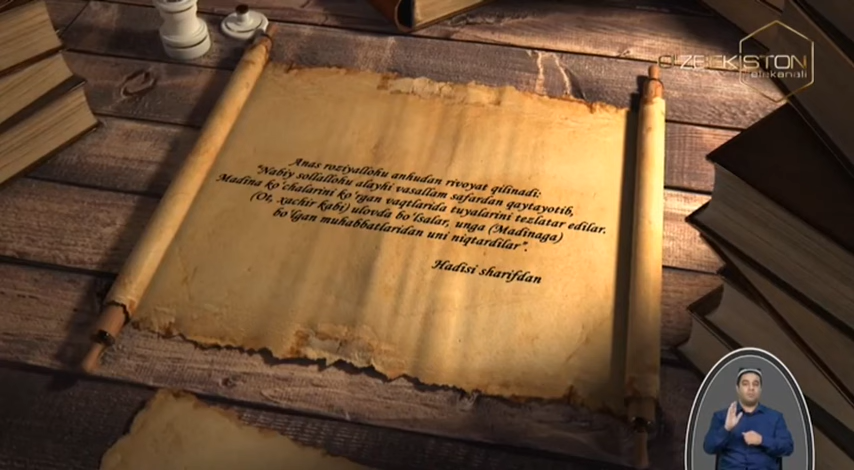 O'ZBEKISTON
telekanali
Anas roziyallohu anhudan rivoyat qilinadi:
"Nabiy sollallohu alayhi vasallam safardan qaytayotib,
Madina ko'chalarini ko'rgan vaqtlarida tuyalarini tezlatar edilar.
(Ot, xachir kabi) ulovda bo'lsalar, unga (Madinaga)
bo'lgan muhabbatlaridan uni niqtardilar".
Hadisi sharifdan